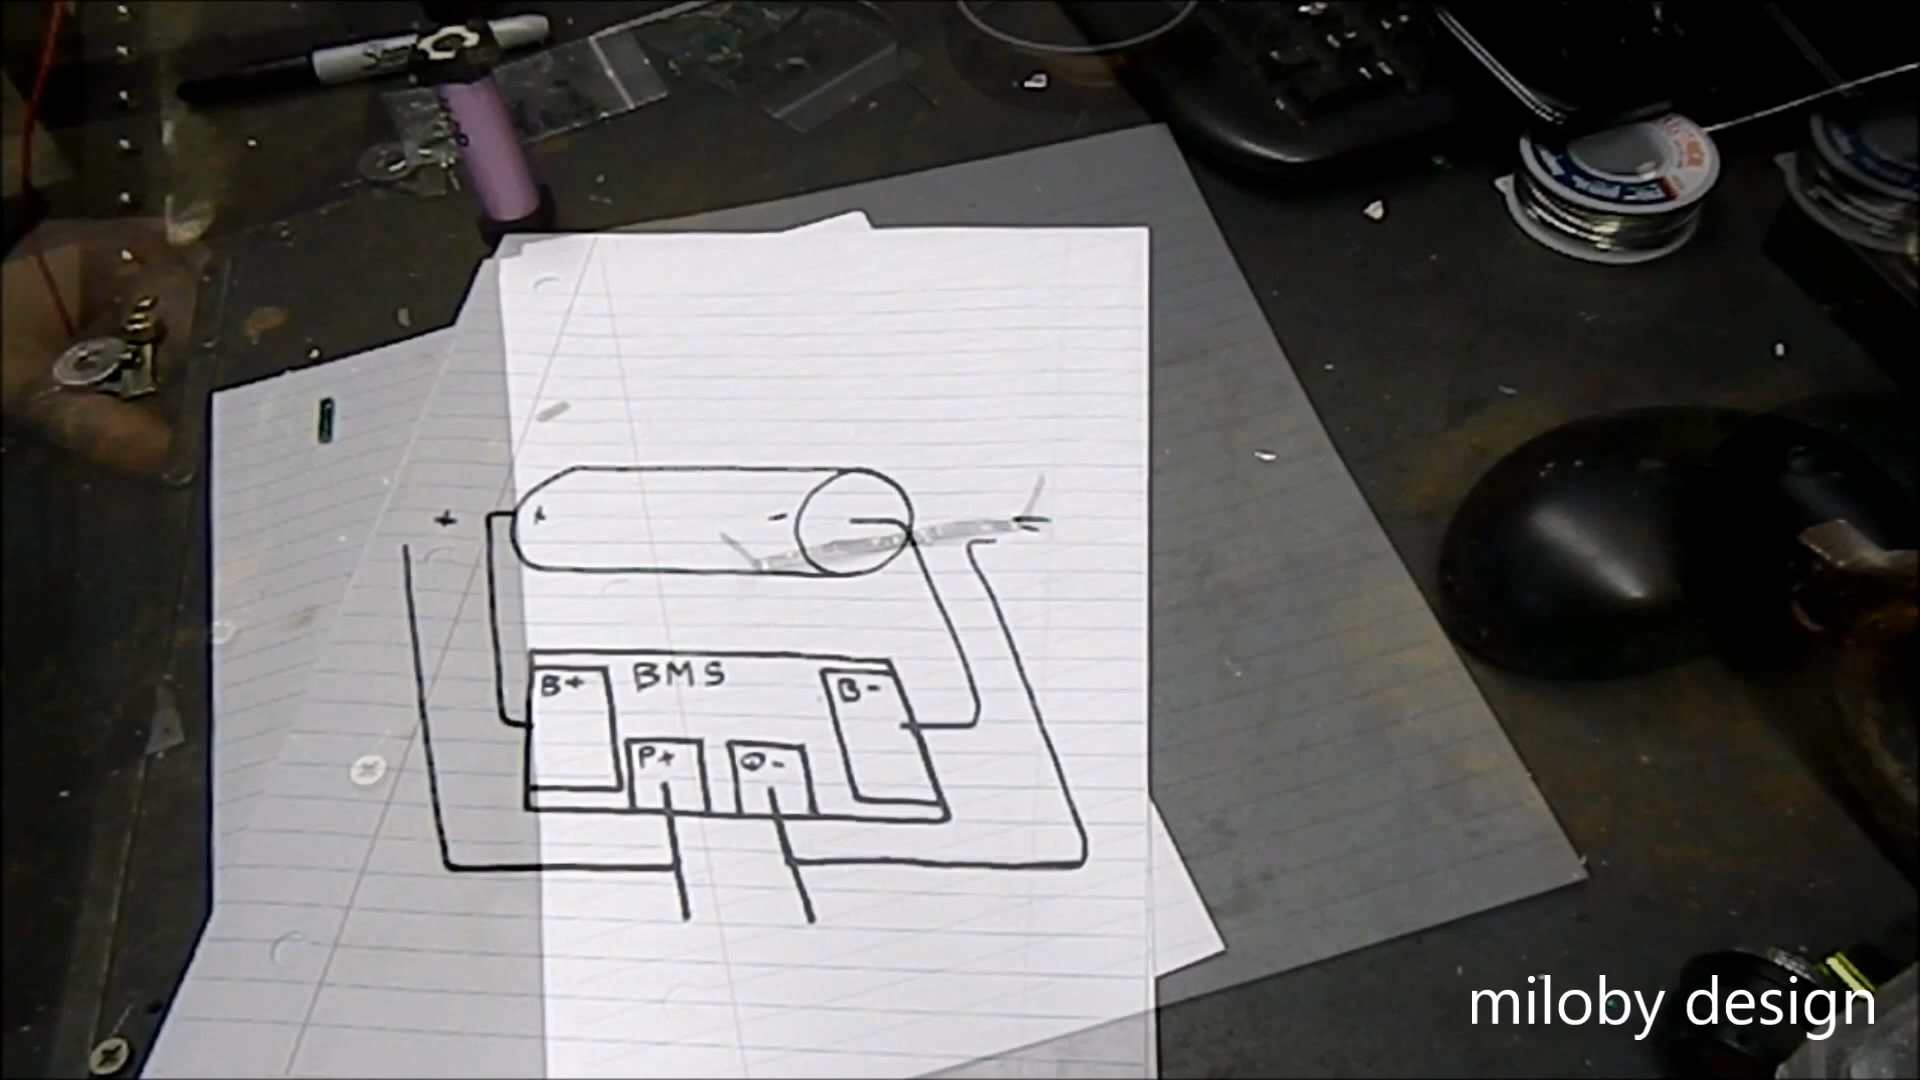 + + - -
BMS
B+ B-
P+ -
miloby design